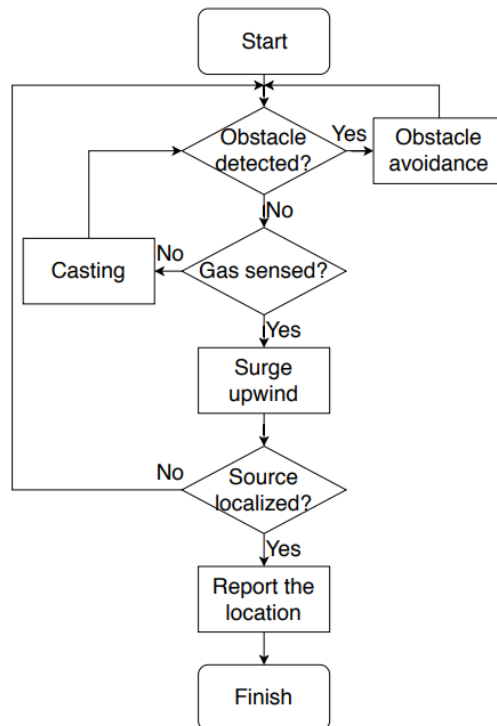 Start
Obstacle
detected?
Yes
Obstacle
avoidance
No
Casting
No
Gas sensed?
Yes
Surge
upwind
No
Source
localized?
Yes
Report the
location
Finish